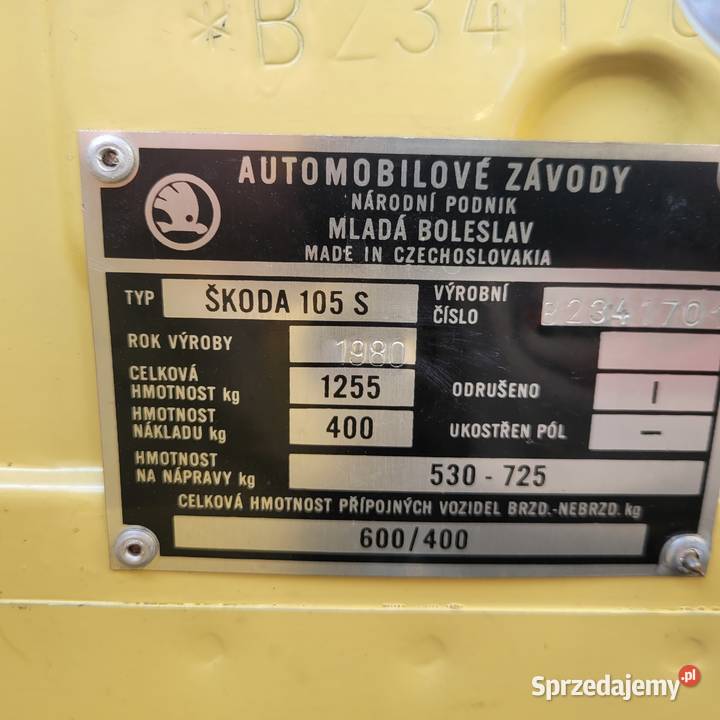 *B234170
AUTOMOBILOVÉ ZÁVODY
NÁRODNÍ PODNIK
MLADÁ BOLESLAV
MADE IN CZECHOSLOVAKIA
TYP ŠKODA 105 S
VÝROBNÍ ČÍSLO B234170
ROK VÝROBY 1980
CELKOVÁ
HMOTNOST kg 1255
ODRUŠENO I
HMOTNOST
NÁKLADU kg 400
UKOSTŘEN PÓL –
HMOTNOST
NA NÁPRAVY kg 530 - 725
CELKOVÁ HMOTNOST PŘÍPOJNÝCH VOZIDEL BRZD.-NEBRZD. kg
600/400
Sprzedajemy.pl